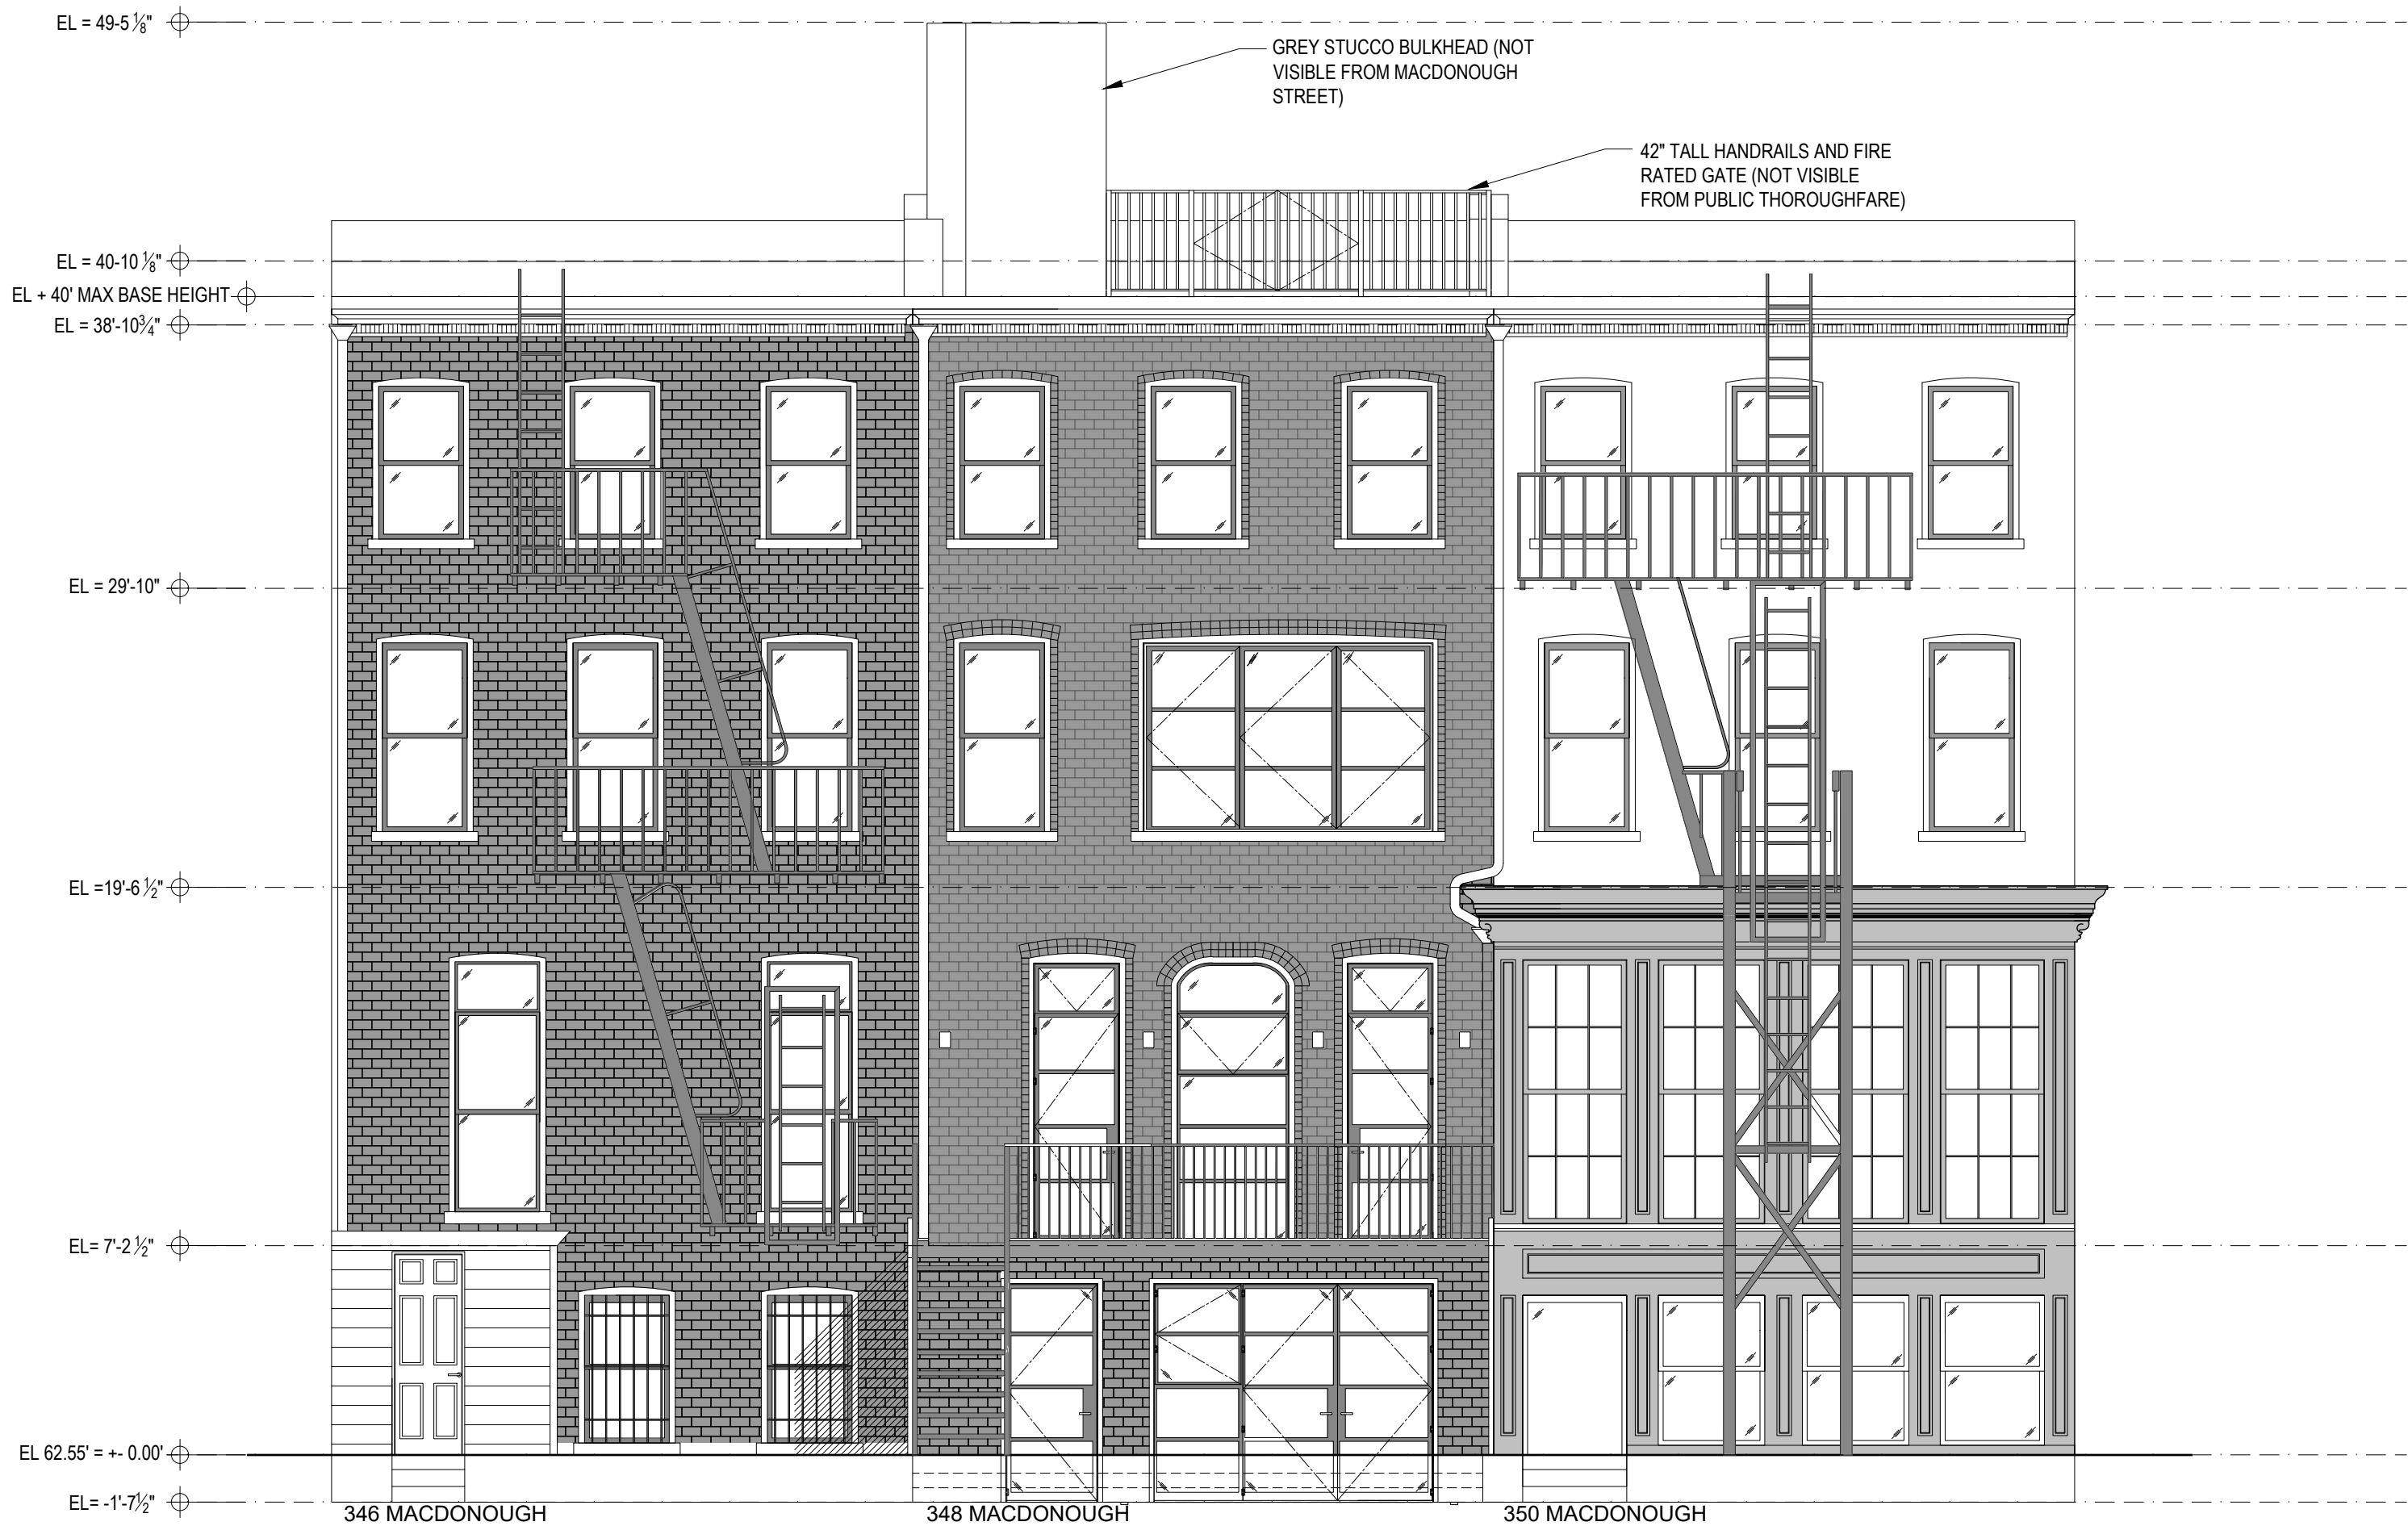 EL = 49-5 1/8"
GREY STUCCO BULKHEAD (NOT
VISIBLE FROM MACDONOUGH
STREET)
42" TALL HANDRAILS AND FIRE
RATED GATE (NOT VISIBLE
FROM PUBLIC THOROUGHFARE)
EL = 40-10 1/8"
EL + 40' MAX BASE HEIGHT
EL = 38'-10 3/4"
EL = 29'-10"
EL =19'-6 1/2"
EL= 7'-2 1/2"
EL 62.55' = +- 0.00'
EL= -1'-7 1/2"
346 MACDONOUGH
348 MACDONOUGH
350 MACDONOUGH